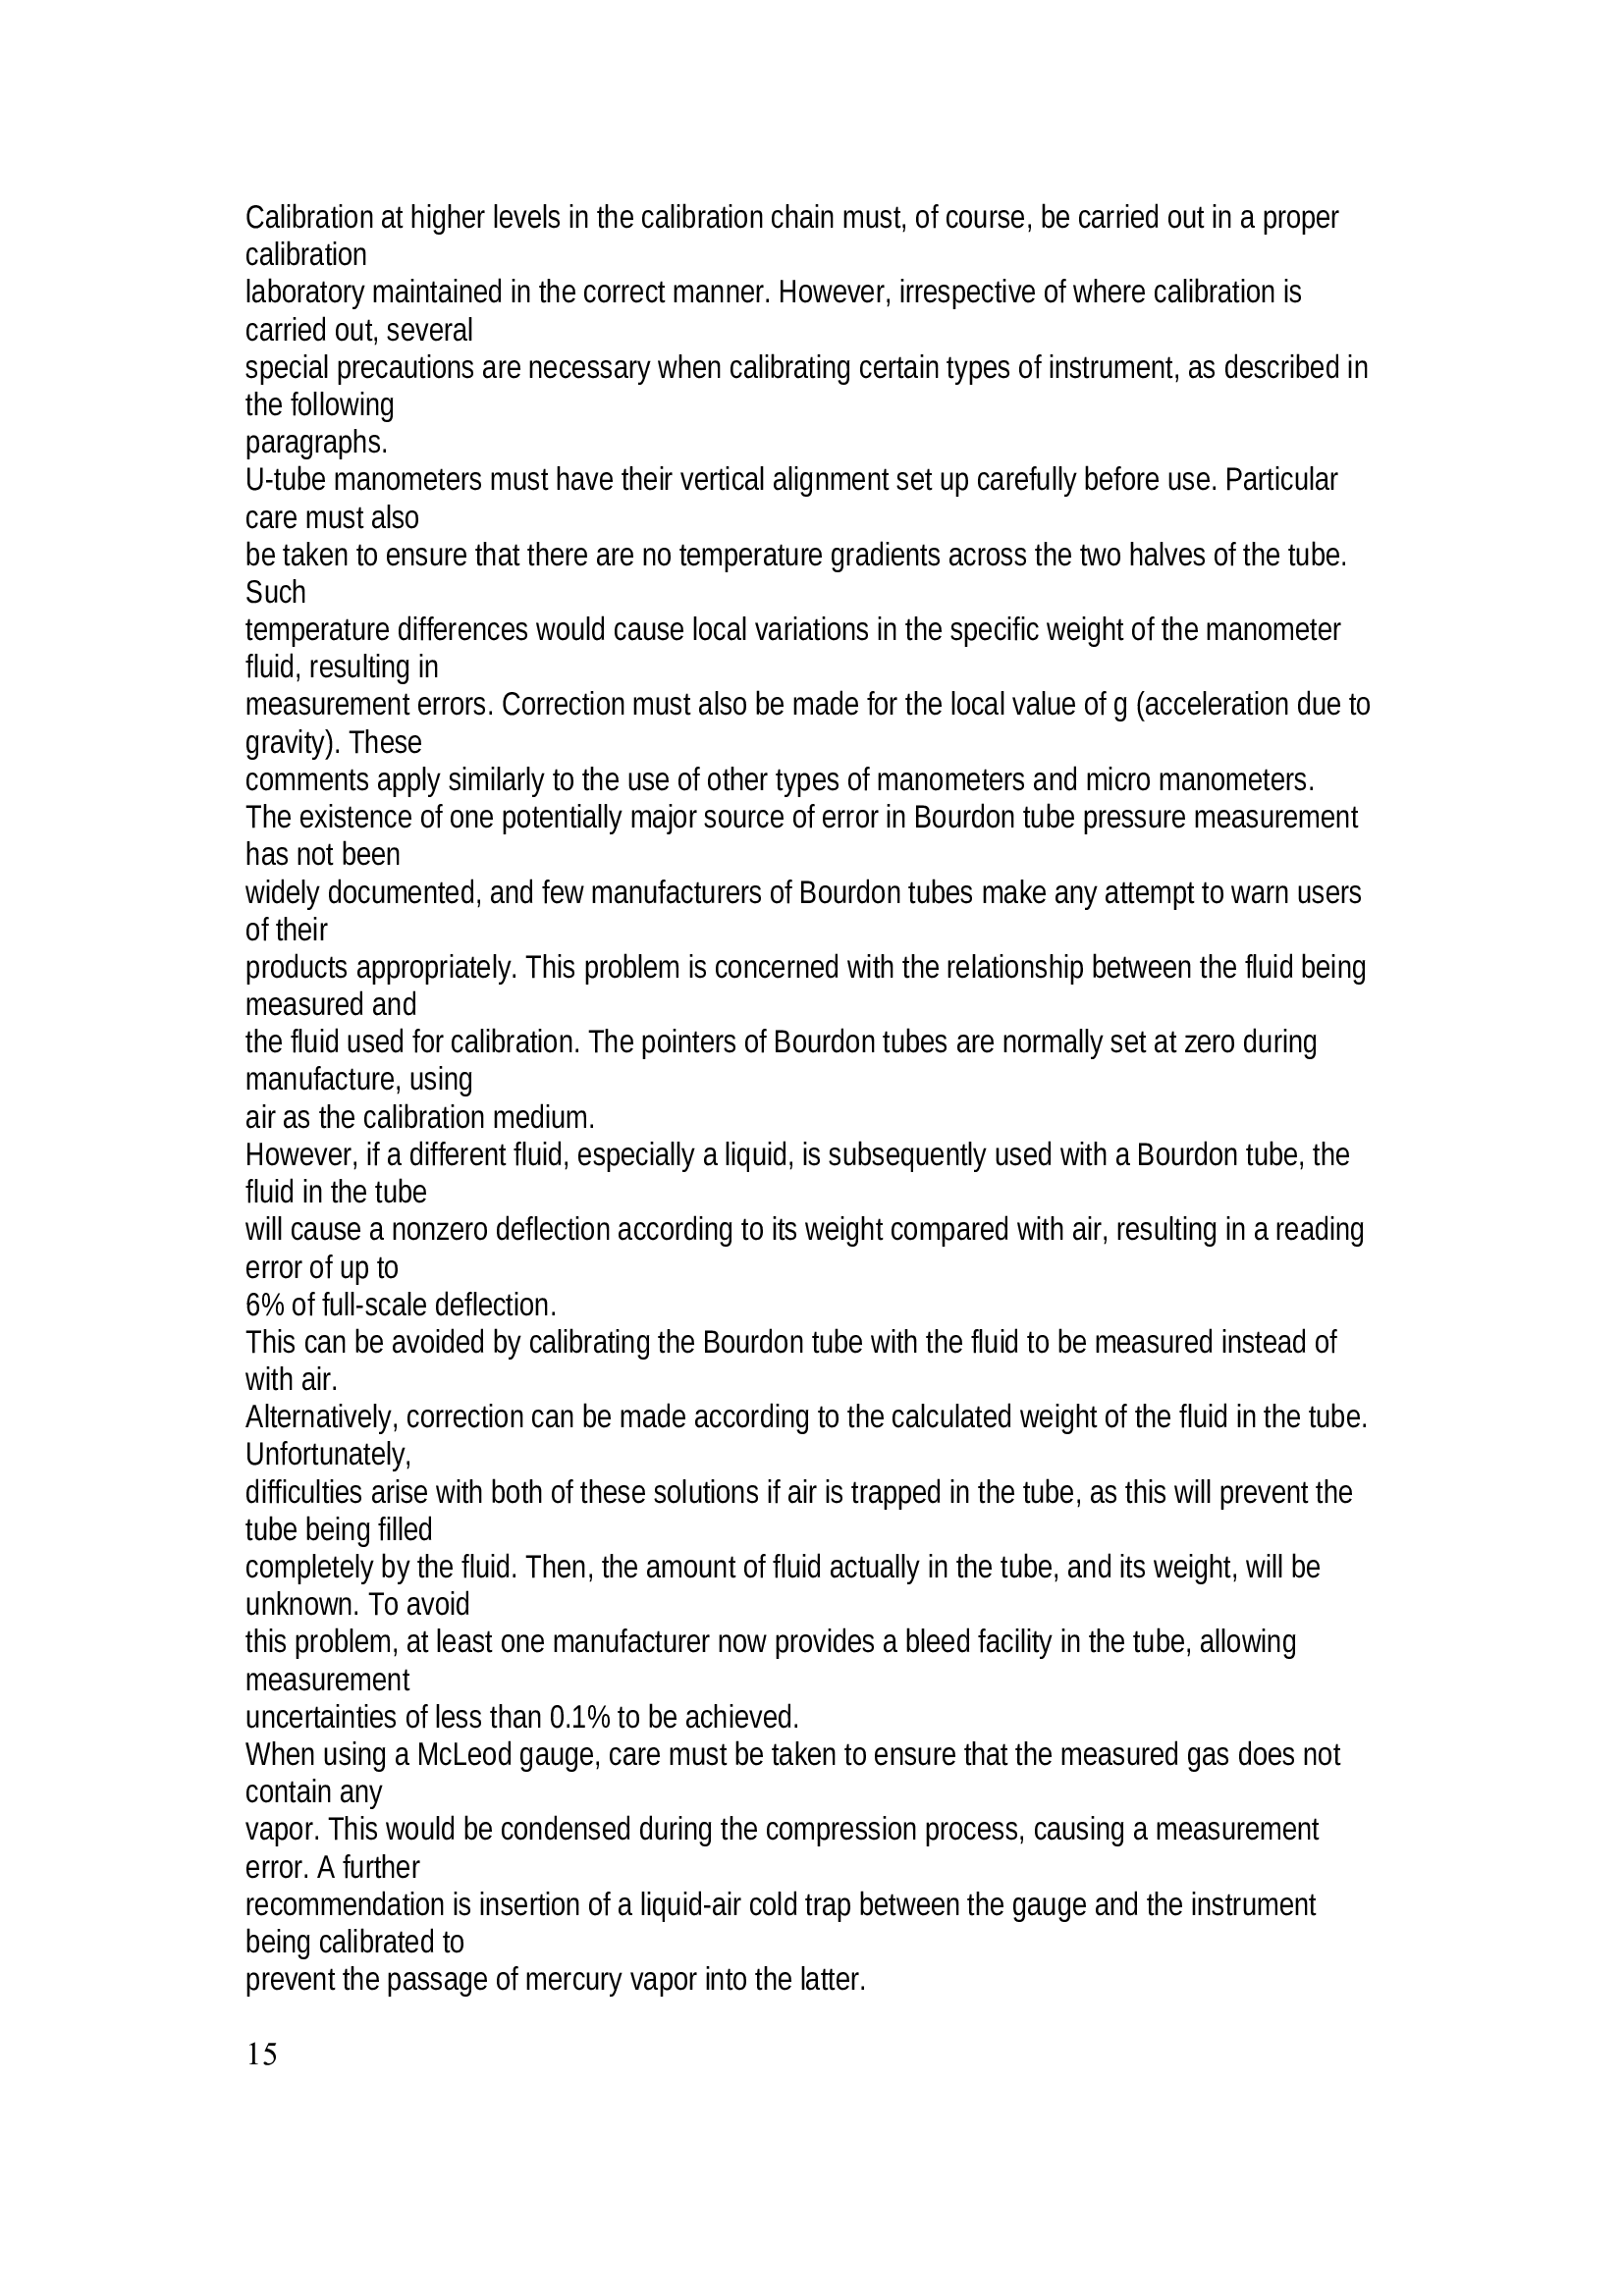 Calibration at higher levels in the calibration chain must, of course, be carried out in a proper
calibration
laboratory maintained in the correct manner. However, irrespective of where calibration is
carried out, several
special precautions are necessary when calibrating certain types of instrument, as described in
the following
paragraphs.
U-tube manometers must have their vertical alignment set up carefully before use. Particular
care must also
be taken to ensure that there are no temperature gradients across the two halves of the tube.
Such
temperature differences would cause local variations in the specific weight of the manometer
fluid, resulting in
measurement errors. Correction must also be made for the local value of g (acceleration due to
gravity). These
comments apply similarly to the use of other types of manometers and micro manometers.
The existence of one potentially major source of error in Bourdon tube pressure measurement
has not been
widely documented, and few manufacturers of Bourdon tubes make any attempt to warn users
of their
products appropriately. This problem is concerned with the relationship between the fluid being
measured and
the fluid used for calibration. The pointers of Bourdon tubes are normally set at zero during
manufacture, using
air as the calibration medium.
However, if a different fluid, especially a liquid, is subsequently used with a Bourdon tube, the
fluid in the tube
will cause a nonzero deflection according to its weight compared with air, resulting in a reading
error of up to
6% of full-scale deflection.
This can be avoided by calibrating the Bourdon tube with the fluid to be measured instead of
with air.
Alternatively, correction can be made according to the calculated weight of the fluid in the tube.
Unfortunately,
difficulties arise with both of these solutions if air is trapped in the tube, as this will prevent the
tube being filled
completely by the fluid. Then, the amount of fluid actually in the tube, and its weight, will be
unknown. To avoid
this problem, at least one manufacturer now provides a bleed facility in the tube, allowing
measurement
uncertainties of less than 0.1% to be achieved.
When using a McLeod gauge, care must be taken to ensure that the measured gas does not
contain any
vapor. This would be condensed during the compression process, causing a measurement
error. A further
recommendation is insertion of a liquid-air cold trap between the gauge and the instrument
being calibrated to
prevent the passage of mercury vapor into the latter.
15